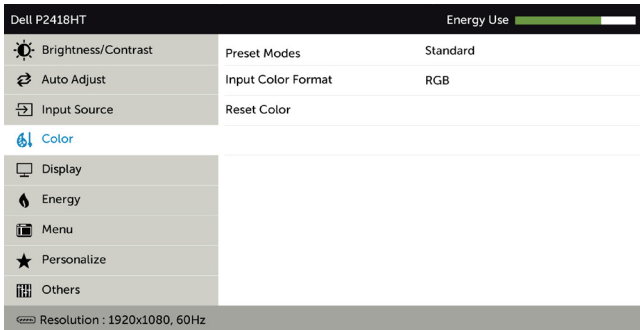 Dell P2418HT Energy Use
Brightness/Contrast Preset Modes Standard
Auto Adjust Input Color Format RGB
Input Source Reset Color
Color
Display
Energy
Menu
Personalize
Others
Resolution : 1920x1080, 60Hz